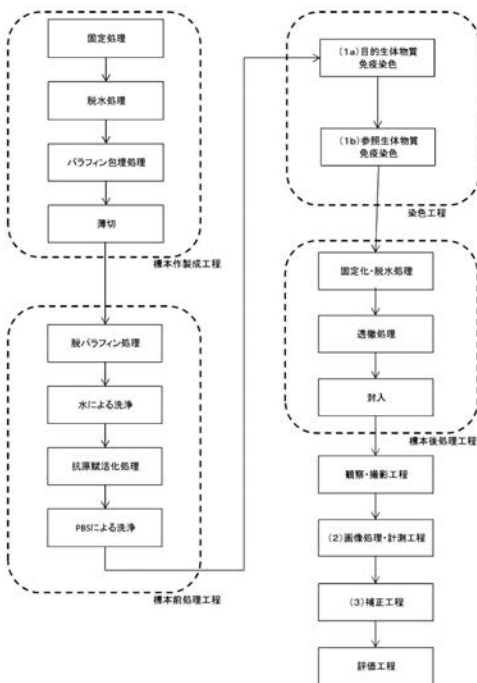 固定処理
脱水処理
パラフィン包埋処理
薄切
標本作製成工程
脱パラフィン処理
水による洗浄
抗原賦活化処理
PBSによる洗浄
標本前処理工程
(1a)目的生体物質
免疫染色
(1b)参照生体物質
免疫染色
染色工程
固定化・脱水処理
透徹処理
封入
標本後処理工程
観察・撮影工程
(2)画像処理・計測工程
(3)補正工程
評価工程